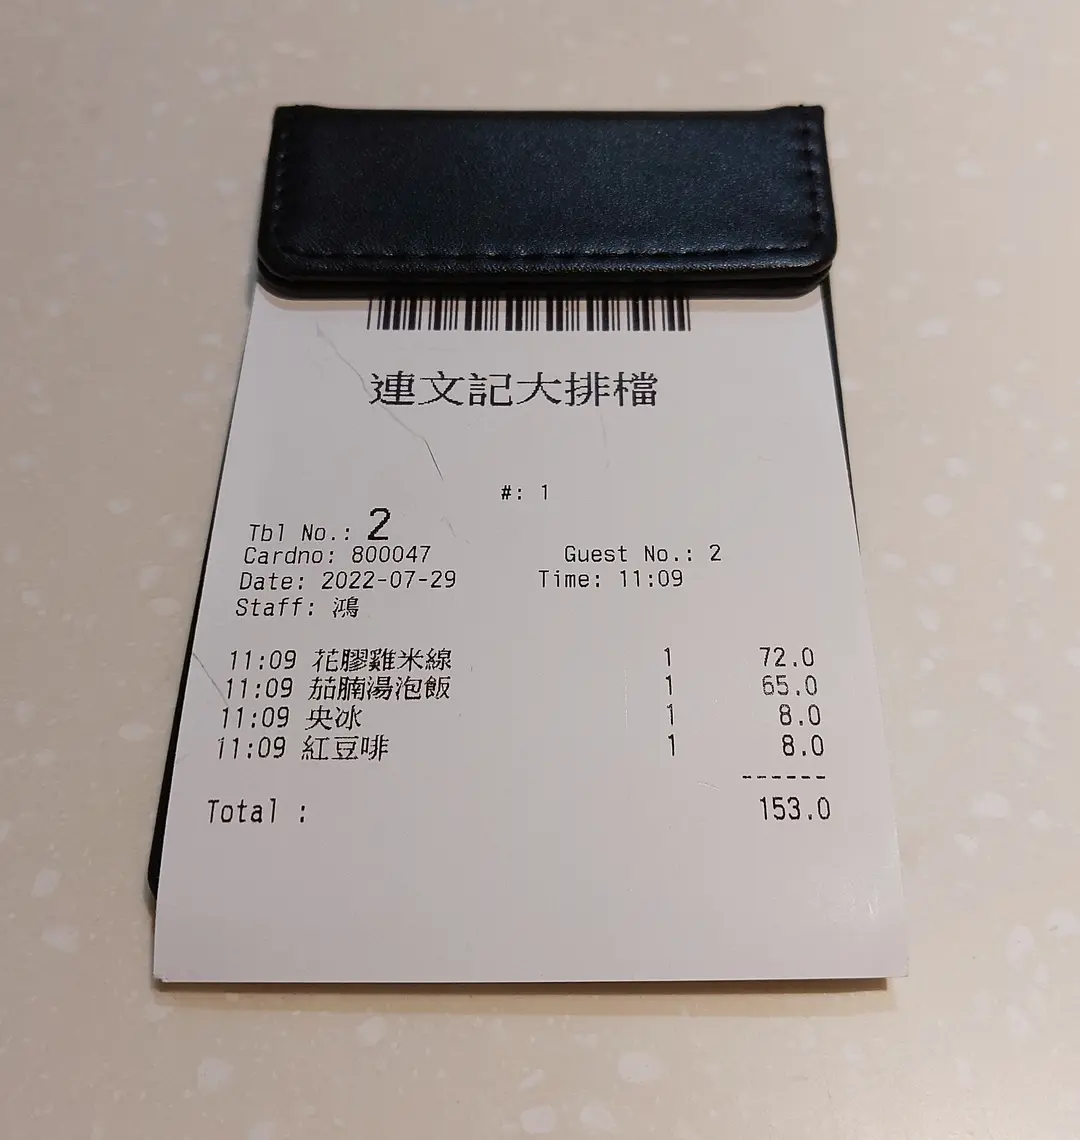 連文記大排檔
#: 1
Tbl No.: 2
Cardno: 800047 Guest No.: 2
Date: 2022-07-29 Time: 11:09
Staff: 鴻
11:09 花膠雞米線 1 72.0
11:09 茄腩湯泡飯 1 65.0
11:09 央冰 1 8.0
11:09 紅豆啡 1 8.0
------
Total : 153.0